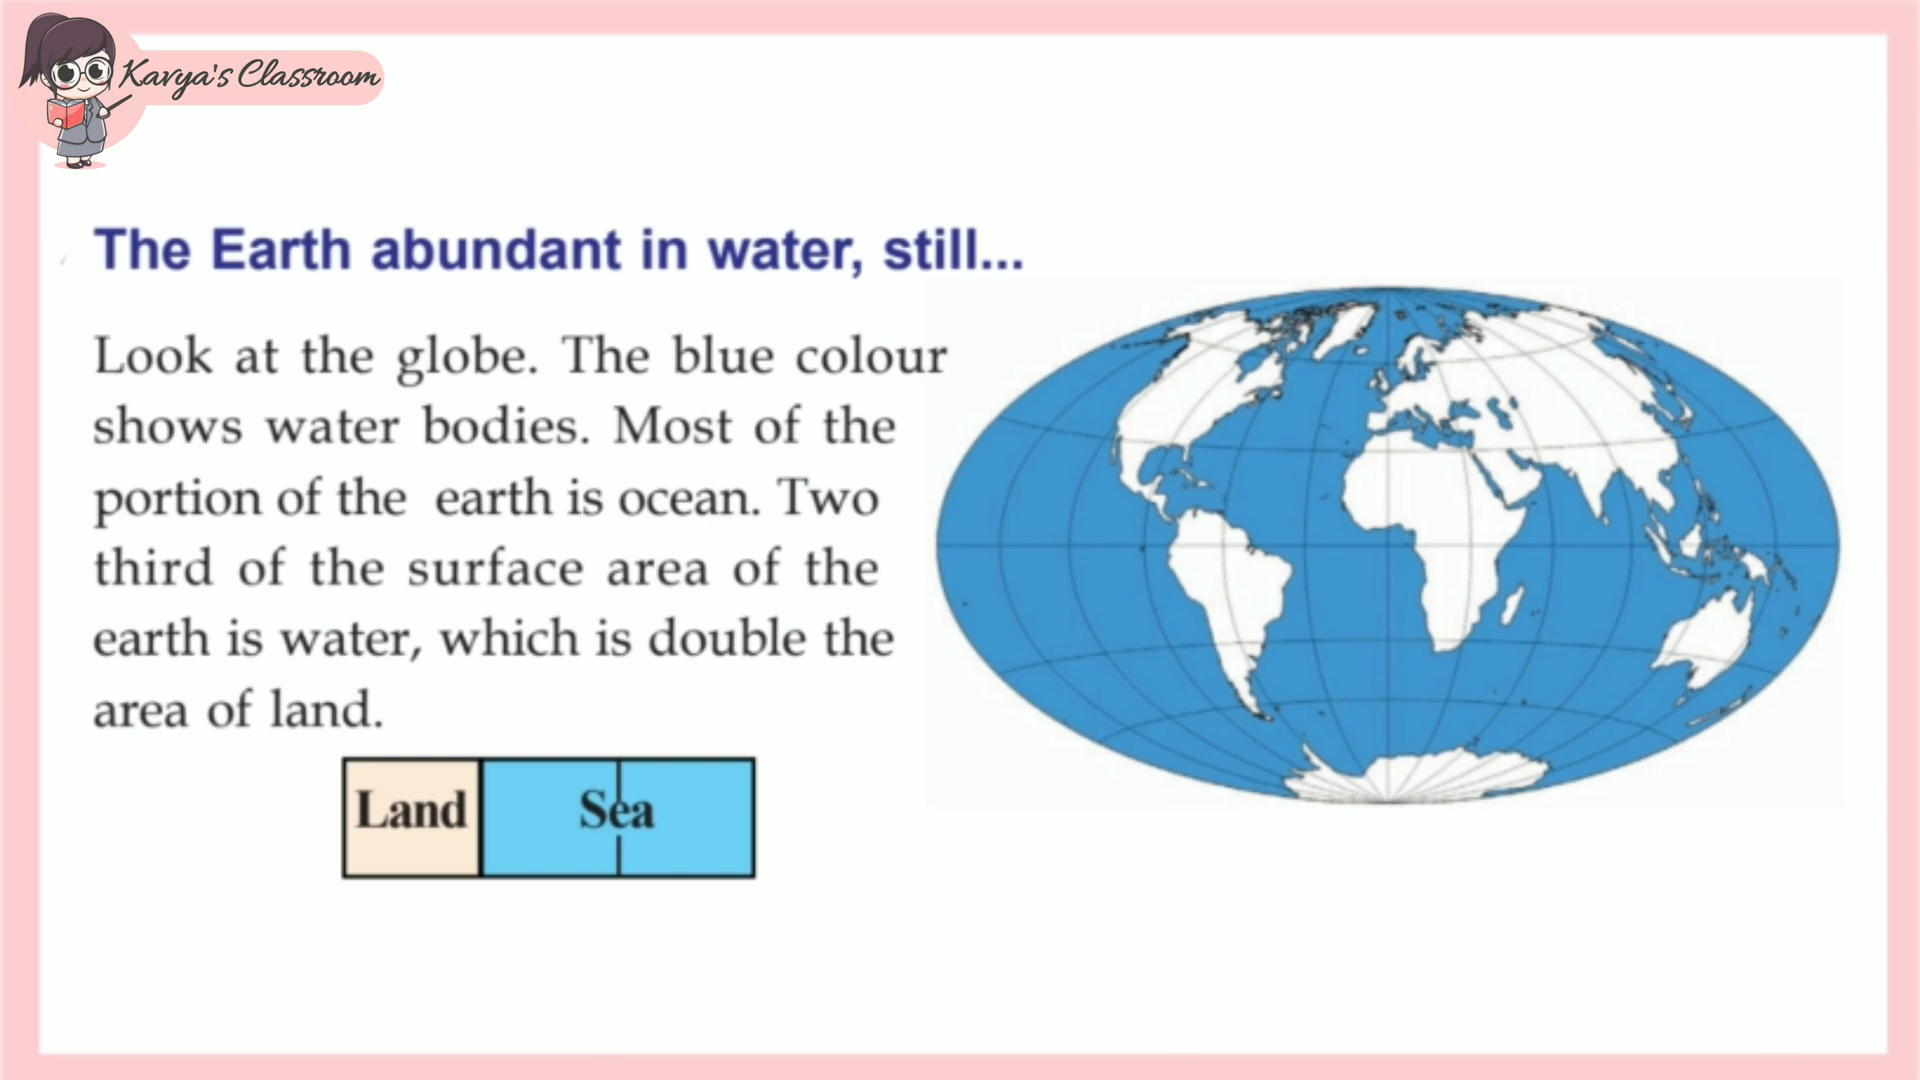 Kavya's Classroom
The Earth abundant in water, still...
Look at the globe. The blue colour
shows water bodies. Most of the
portion of the earth is ocean. Two
third of the surface area of the
earth is water, which is double the
area of land.
Land Sea